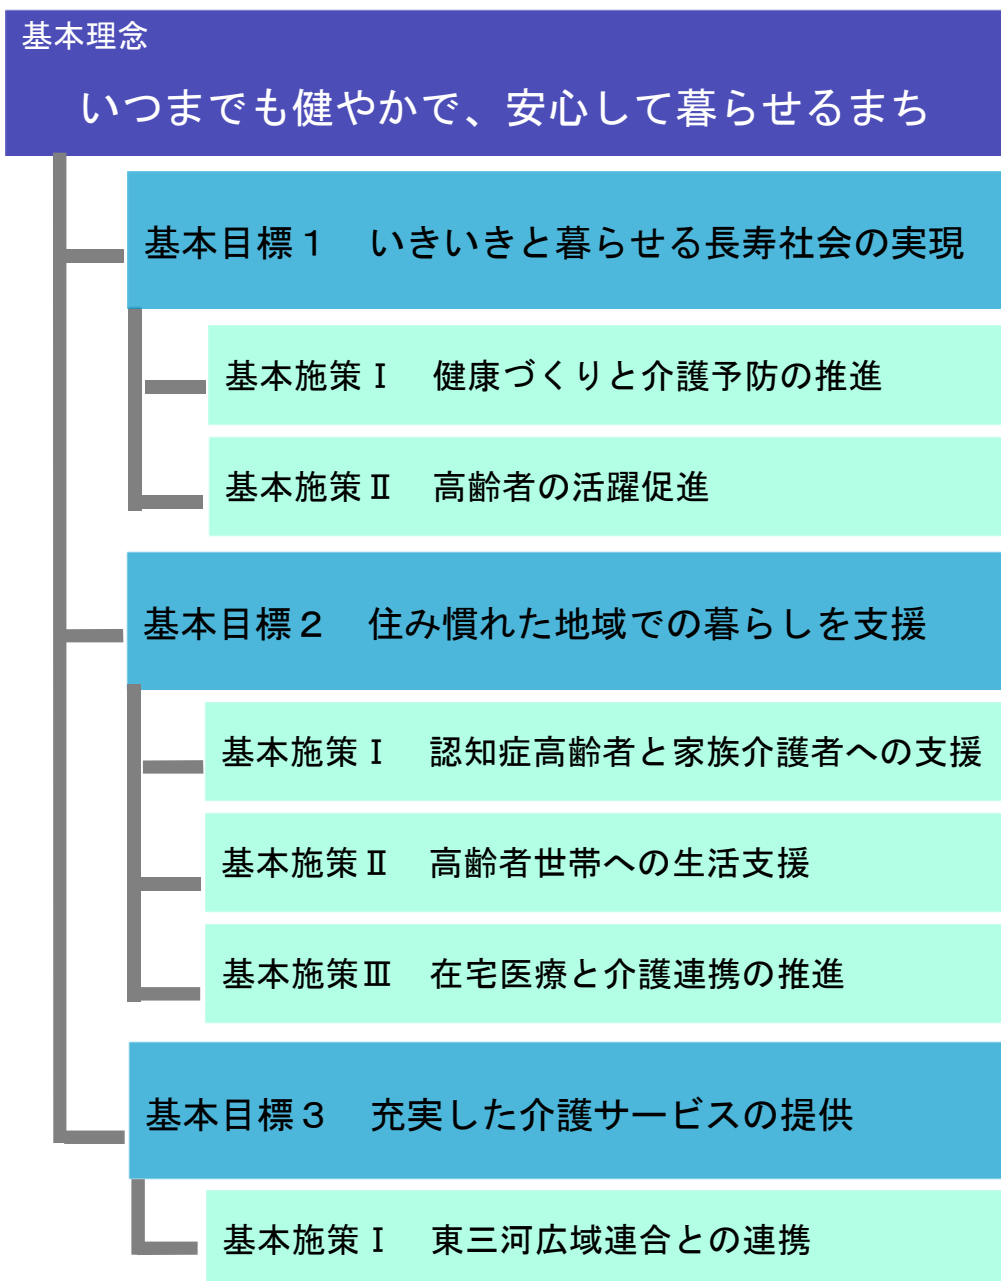 基本理念
いつまでも健やかで、安心して暮らせるまち
基本目標１　いきいきと暮らせる長寿社会の実現
基本施策Ⅰ　健康づくりと介護予防の推進
基本施策Ⅱ　高齢者の活躍促進
基本目標２　住み慣れた地域での暮らしを支援
基本施策Ⅰ　認知症高齢者と家族介護者への支援
基本施策Ⅱ　高齢者世帯への生活支援
基本施策Ⅲ　在宅医療と介護連携の推進
基本目標３　充実した介護サービスの提供
基本施策Ⅰ　東三河広域連合との連携